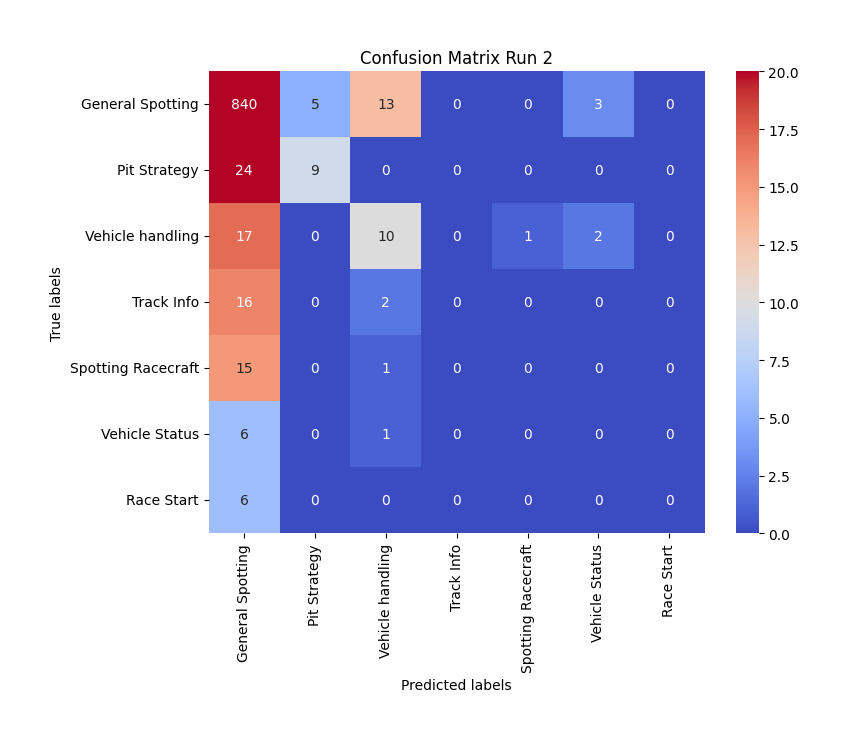 Confusion Matrix Run 2
True labels
General Spotting 840 5 13 0 0 3 0
Pit Strategy 24 9 0 0 0 0 0
Vehicle handling 17 0 10 0 1 2 0
Track Info 16 0 2 0 0 0 0
Spotting Racecraft 15 0 1 0 0 0 0
Vehicle Status 6 0 1 0 0 0 0
Race Start 6 0 0 0 0 0 0
General Spotting
Pit Strategy
Vehicle handling
Track Info
Spotting Racecraft
Vehicle Status
Race Start
Predicted labels
20.0
17.5
15.0
12.5
10.0
7.5
5.0
2.5
0.0